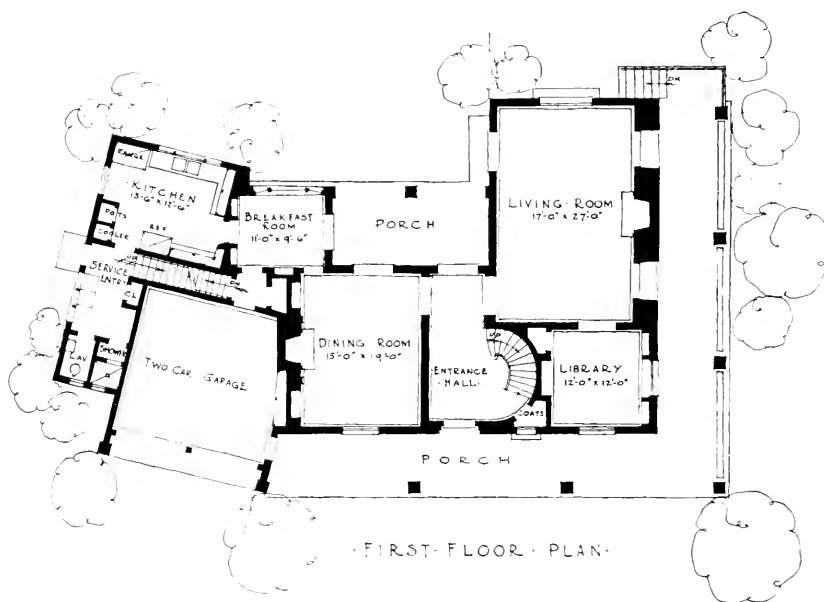 DN
RANGE
KITCHEN
13'-6" X 12'-6"
POTS
COOLER
REF
BREAKFAST
ROOM
11'-0" X 9'-6"
PORCH
LIVING · ROOM
17'-0" X 27'-0"
UP
SERVICE
ENTRY
DN
CL
SHOWER
LAV
TWO CAR GARAGE
DINING ROOM
15'-0" X 19'-0"
UP
ENTRANCE
· HALL ·
LIBRARY
12'-0" X 12'-0"
COATS
PORCH
· FIRST · FLOOR · PLAN ·